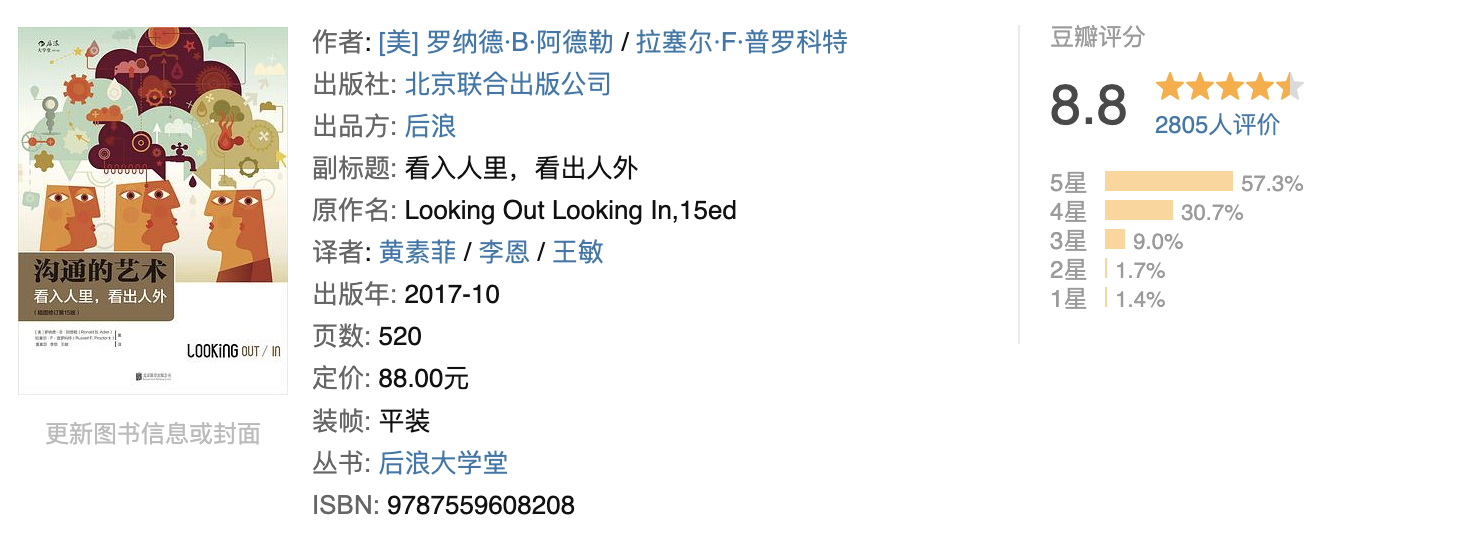 后浪
大学堂
沟通的艺术
看入人里，看出人外
（插图修订第15版）
LOOKING OUT / IN
更新图书信息或封面
作者: [美] 罗纳德·B·阿德勒 / 拉塞尔·F·普罗科特
出版社: 北京联合出版公司
出品方: 后浪
副标题: 看入人里，看出人外
原作名: Looking Out Looking In,15ed
译者: 黄素菲 / 李恩 / 王敏
出版年: 2017-10
页数: 520
定价: 88.00元
装帧: 平装
丛书: 后浪大学堂
ISBN: 9787559608208
豆瓣评分
8.8
2805人评价
5星 57.3%
4星 30.7%
3星 9.0%
2星 1.7%
1星 1.4%